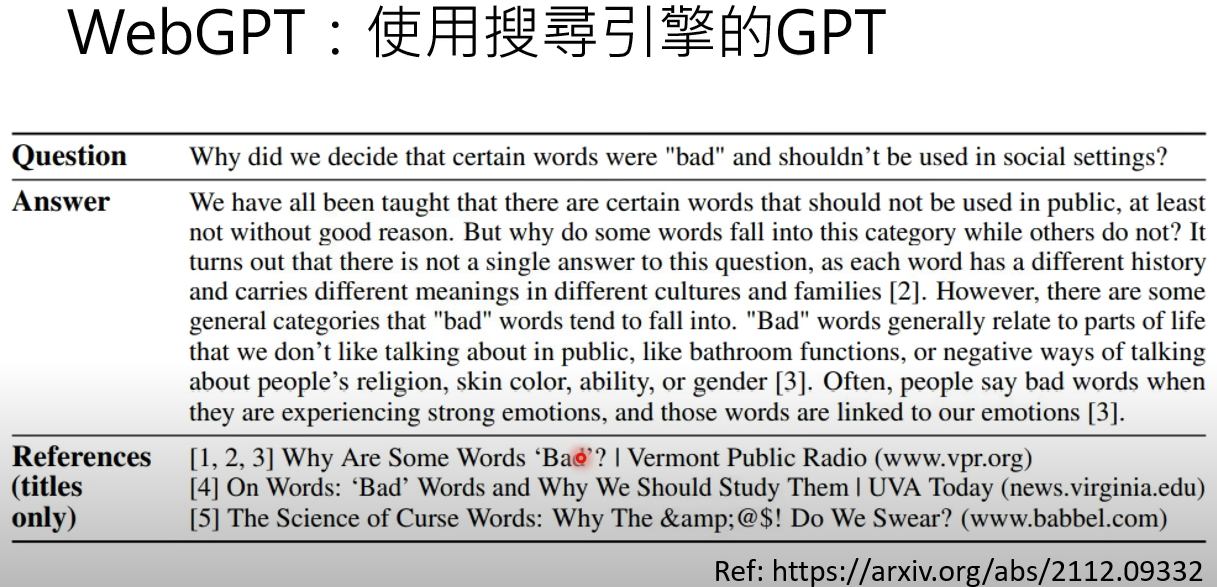 WebGPT：使用搜尋引擎的GPT
Question Why did we decide that certain words were "bad" and shouldn't be used in social settings?
Answer We have all been taught that there are certain words that should not be used in public, at least
not without good reason. But why do some words fall into this category while others do not? It
turns out that there is not a single answer to this question, as each word has a different history
and carries different meanings in different cultures and families [2]. However, there are some
general categories that "bad" words tend to fall into. "Bad" words generally relate to parts of life
that we don't like talking about in public, like bathroom functions, or negative ways of talking
about people's religion, skin color, ability, or gender [3]. Often, people say bad words when
they are experiencing strong emotions, and those words are linked to our emotions [3].
References [1, 2, 3] Why Are Some Words ‘Bad’? | Vermont Public Radio (www.vpr.org)
(titles [4] On Words: ‘Bad’ Words and Why We Should Study Them | UVA Today (news.virginia.edu)
only) [5] The Science of Curse Words: Why The &amp;@$! Do We Swear? (www.babbel.com)
Ref: https://arxiv.org/abs/2112.09332